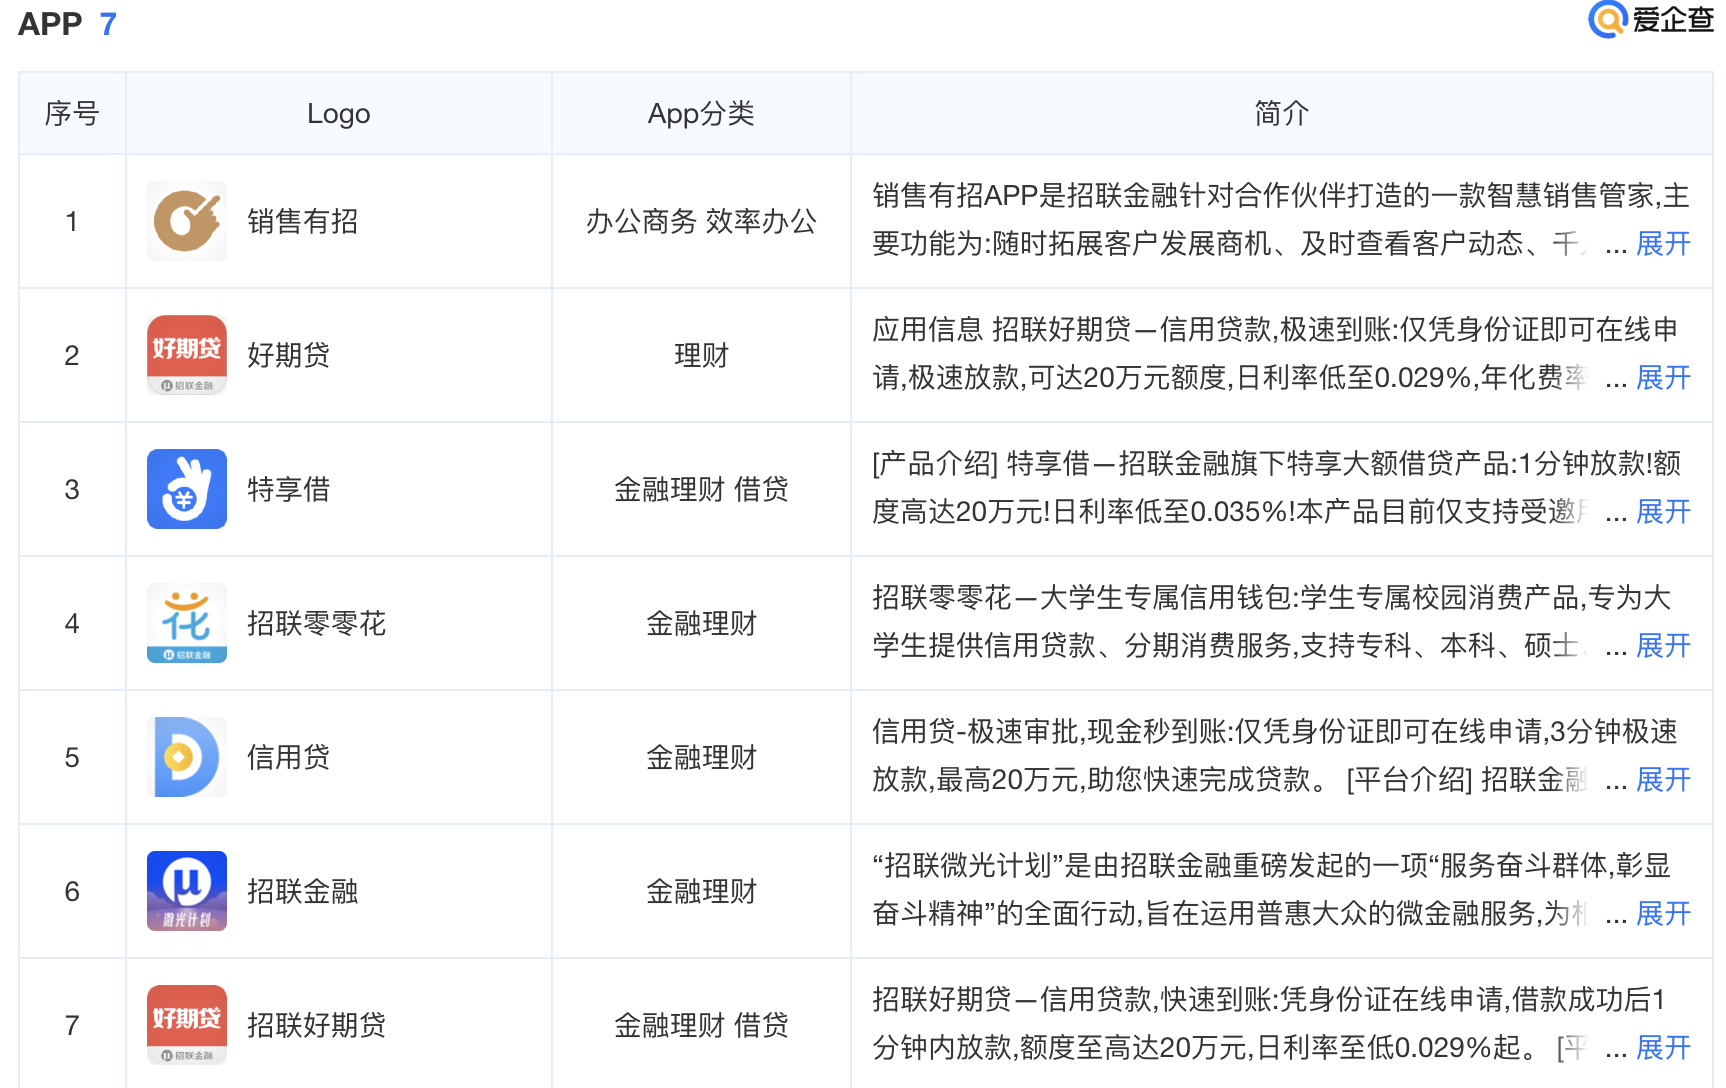 APP 7
爱企查
序号 Logo App分类 简介
1 销售有招 办公商务 效率办公
销售有招APP是招联金融针对合作伙伴打造的一款智慧销售管家,主
要功能为:随时拓展客户发展商机、及时查看客户动态、千 ... 展开
2 好期贷 招联金融 好期贷 理财
应用信息 招联好期贷—信用贷款,极速到账:仅凭身份证即可在线申
请,极速放款,可达20万元额度,日利率低至0.029%,年化费率 ... 展开
3 特享借 金融理财 借贷
[产品介绍] 特享借—招联金融旗下特享大额借贷产品:1分钟放款!额
度高达20万元!日利率低至0.035%!本产品目前仅支持受邀 ... 展开
4 花 招联金融 招联零零花 金融理财
招联零零花—大学生专属信用钱包:学生专属校园消费产品,专为大
学生提供信用贷款、分期消费服务,支持专科、本科、硕士 ... 展开
5 信用贷 金融理财
信用贷-极速审批,现金秒到账:仅凭身份证即可在线申请,3分钟极速
放款,最高20万元,助您快速完成贷款。 [平台介绍] 招联金融 ... 展开
6 微光计划 招联金融 金融理财
“招联微光计划”是由招联金融重磅发起的一项“服务奋斗群体,彰显
奋斗精神”的全面行动,旨在运用普惠大众的微金融服务,为 ... 展开
7 好期贷 招联金融 招联好期贷 金融理财 借贷
招联好期贷—信用贷款,快速到账:凭身份证在线申请,借款成功后1
分钟内放款,额度至高达20万元,日利率至低0.029%起。 [平 ... 展开